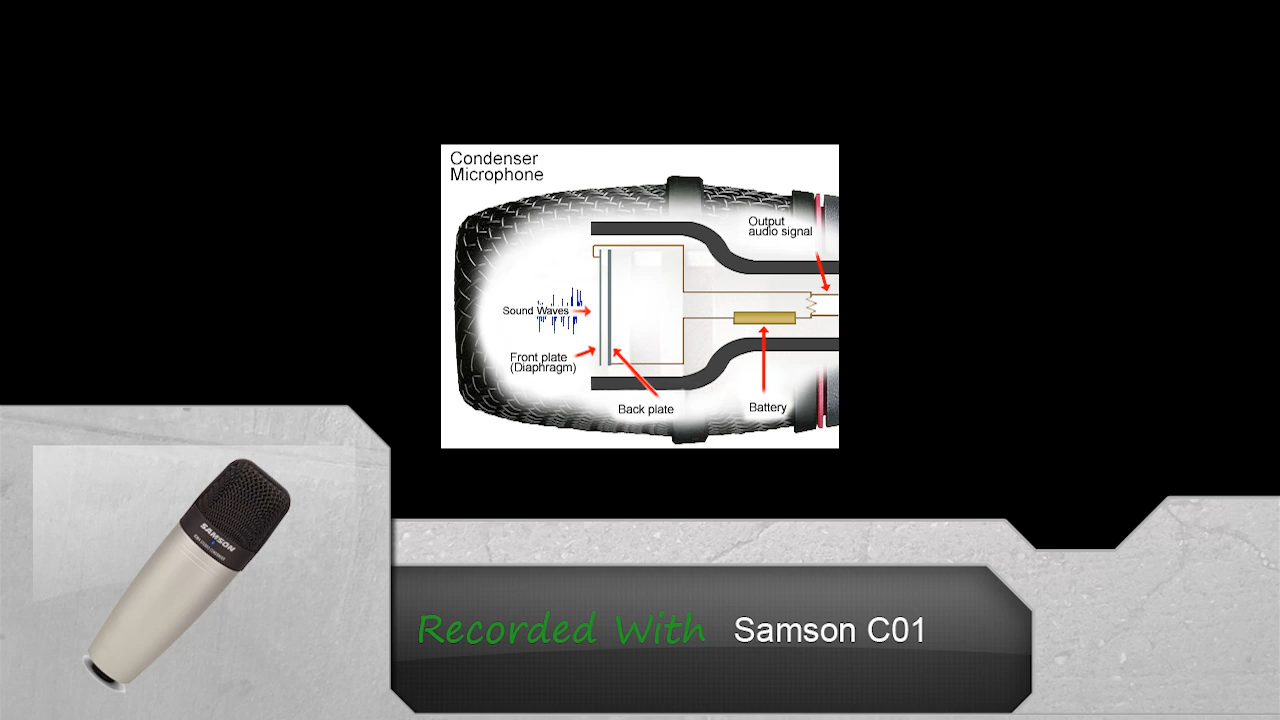 Condenser
Microphone
Output
audio signal
Sound Waves
Front plate
(Diaphragm)
Back plate
Battery
SAMSON
Recorded With Samson C01